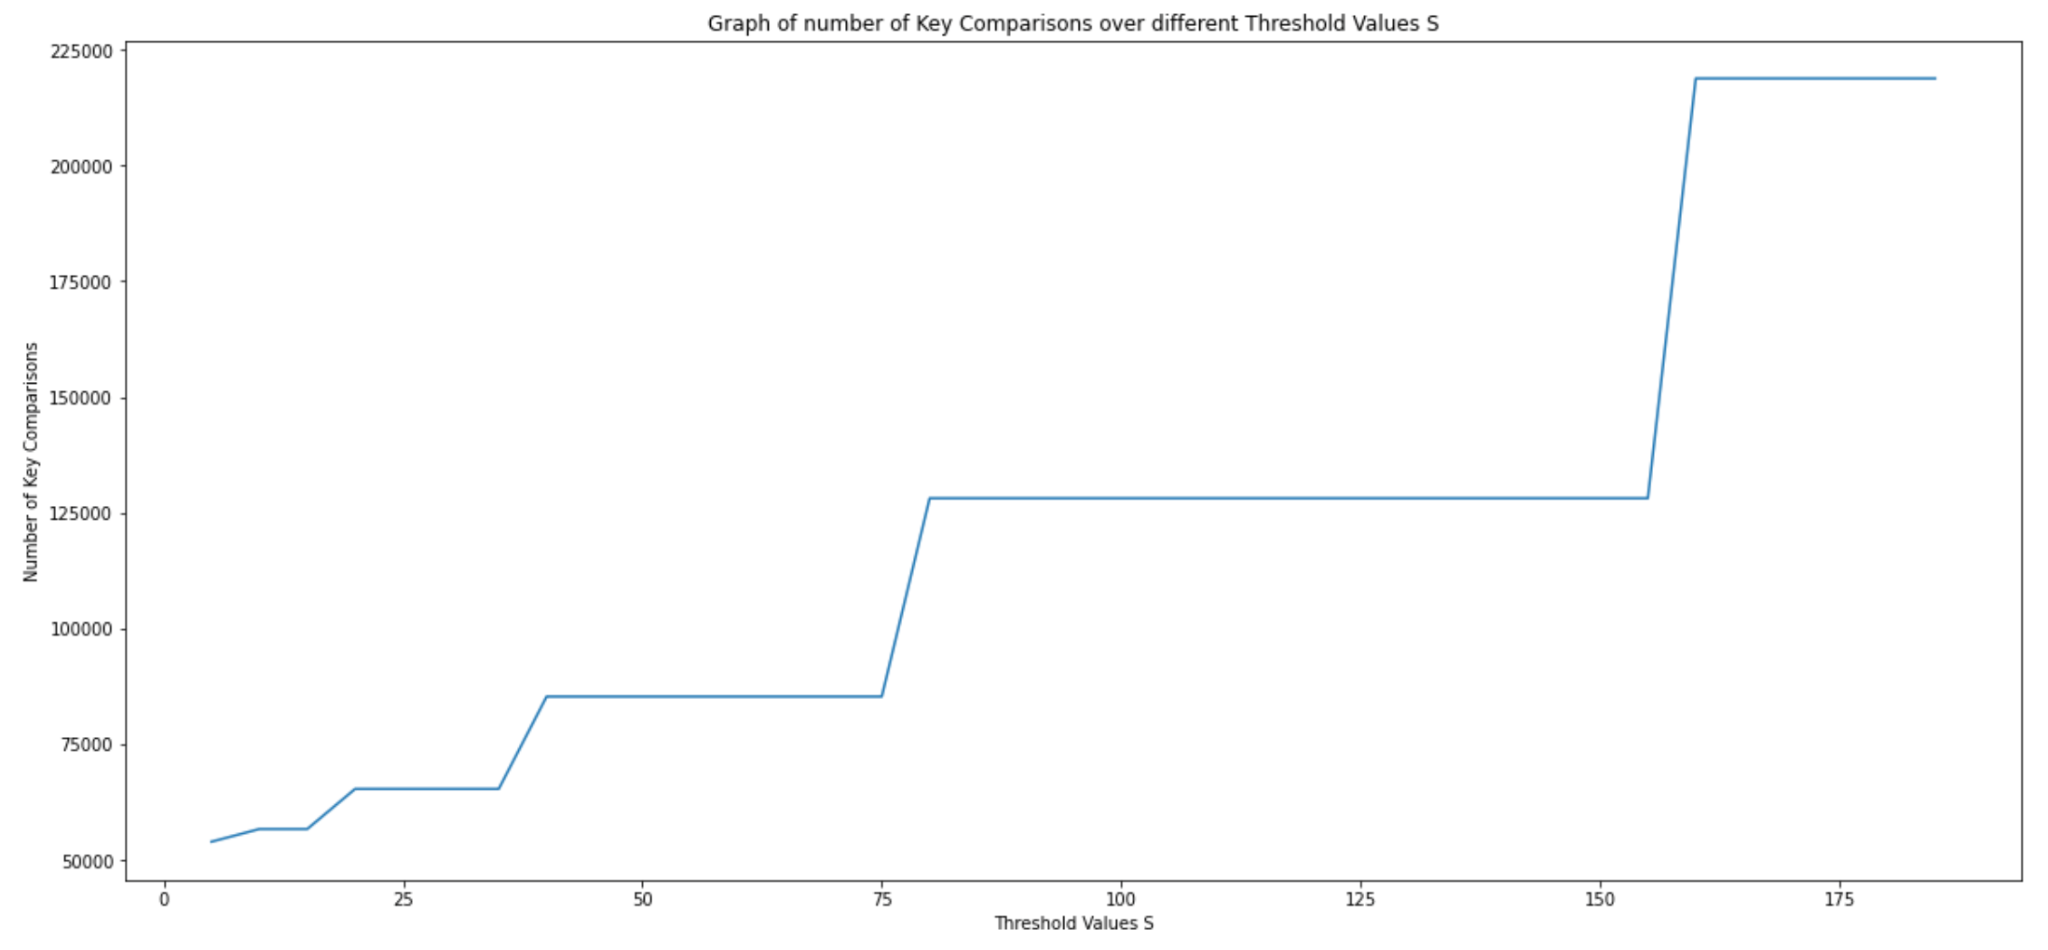 Graph of number of Key Comparisons over different Threshold Values S
225000
200000
175000
150000
125000
100000
75000
50000
Number of Key Comparisons
0 25 50 75 100 125 150 175
Threshold Values S